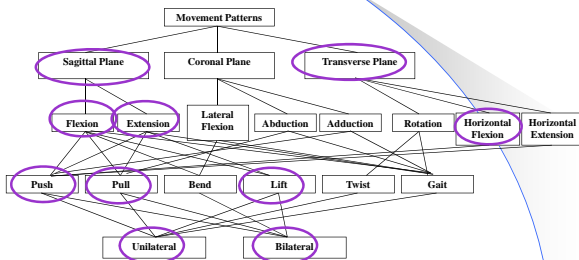 Movement Patterns
Sagittal Plane
Coronal Plane
Transverse Plane
Flexion
Extension
Lateral
Flexion
Abduction
Adduction
Rotation
Horizontal
Flexion
Horizontal
Extension
Push
Pull
Bend
Lift
Twist
Gait
Unilateral
Bilateral